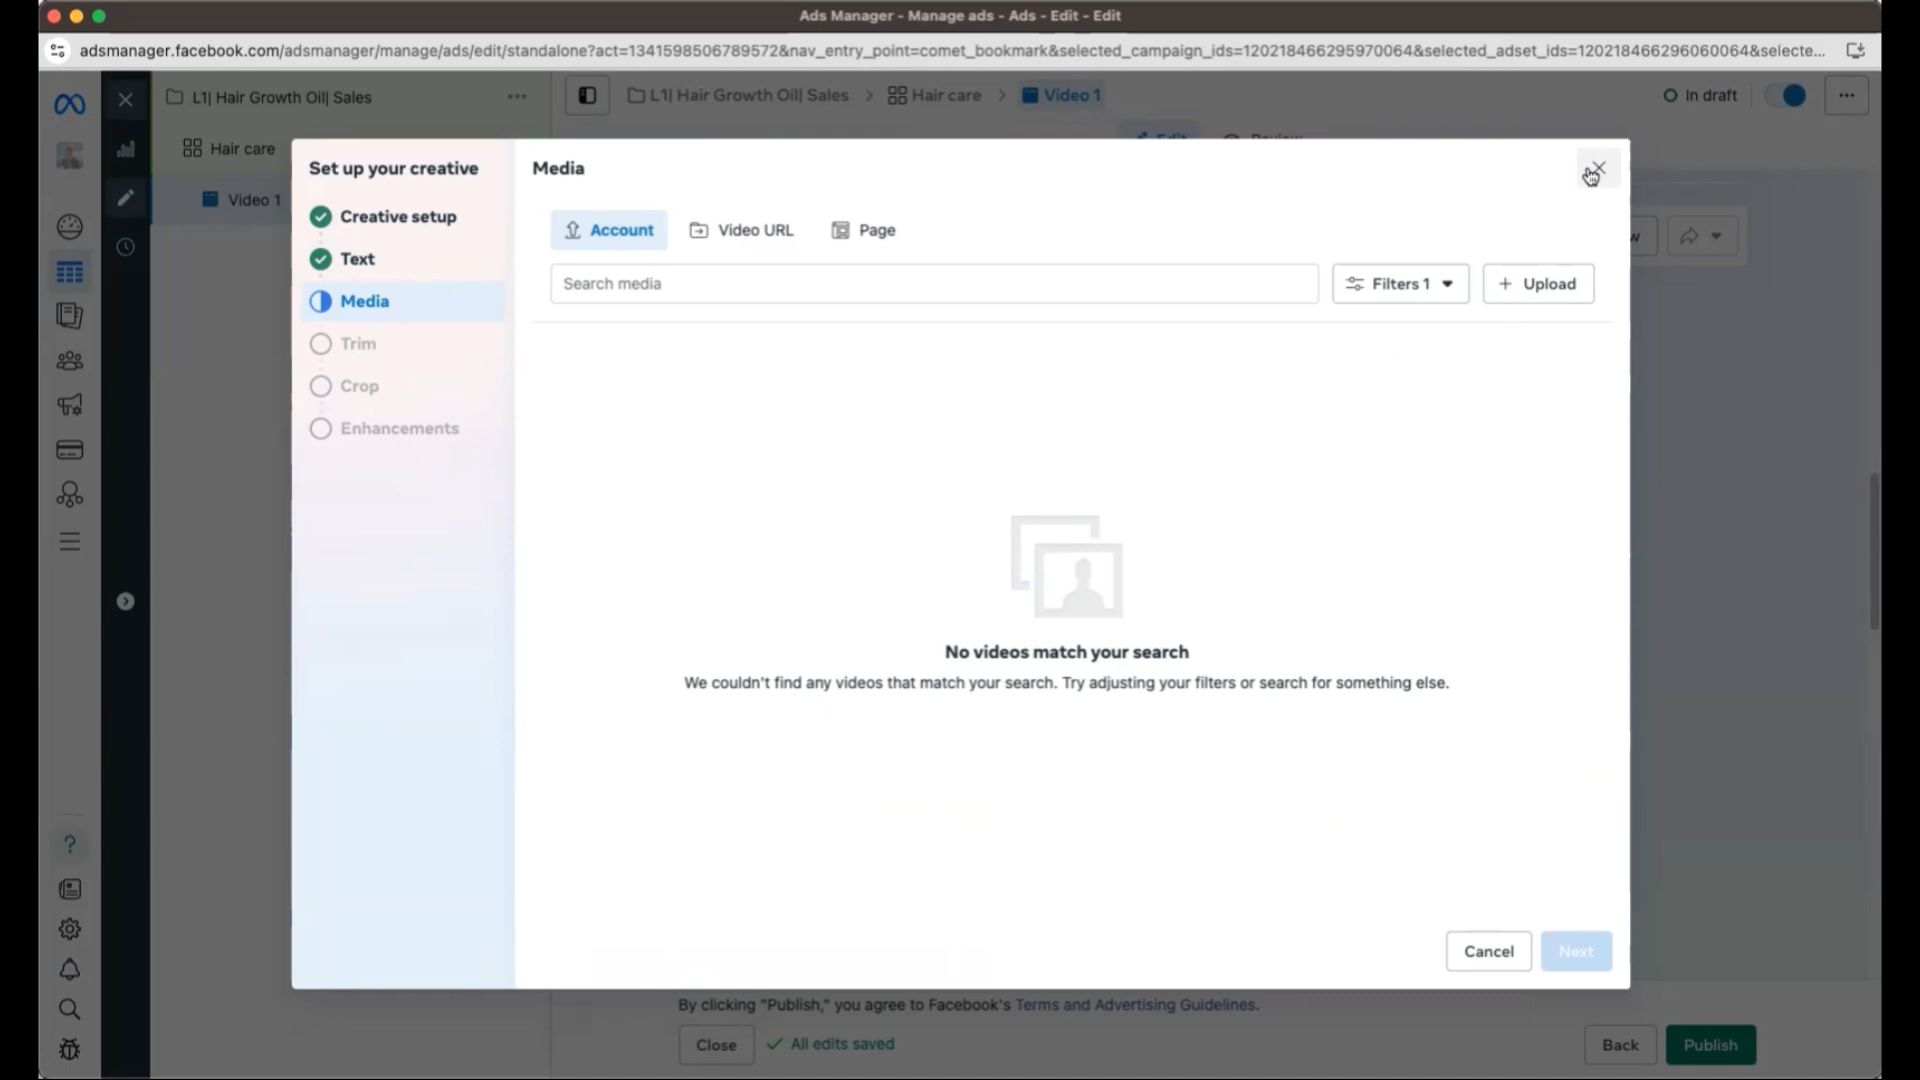 Ads Manager - Manage ads - Ads - Edit - Edit
adsmanager.facebook.com/adsmanager/manage/ads/edit/standalone?act=1341598506789572&nav_entry_point=comet_bookmark&selected_campaign_ids=120218466295970064&selected_adset_ids=120218466296060064&selecte...
L1| Hair Growth Oil| Sales
L1| Hair Growth Oil| Sales > Hair care > Video 1
In draft
Edit Review
Hair care
Video 1
Set up your creative
Creative setup
Text
Media
Trim
Crop
Enhancements
Media
Account
Video URL
Page
Search media
Filters 1
+ Upload
No videos match your search
We couldn't find any videos that match your search. Try adjusting your filters or search for something else.
Cancel
Next
By clicking "Publish," you agree to Facebook's Terms and Advertising Guidelines.
Close
All edits saved
Back
Publish